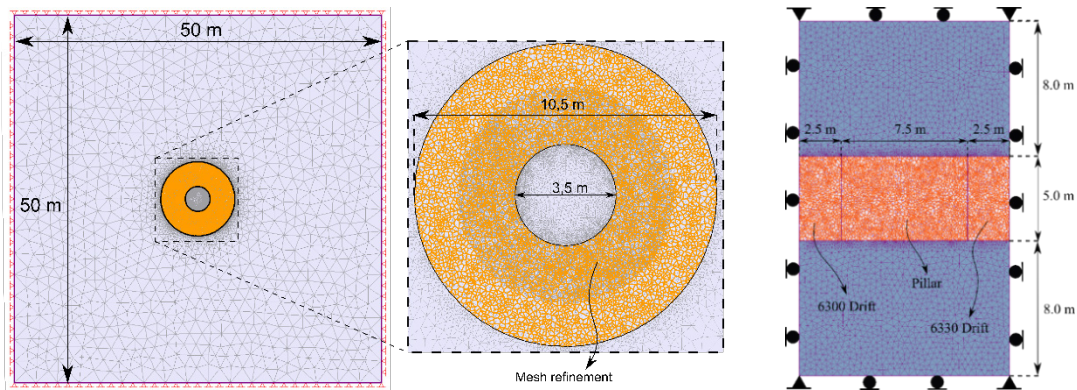 50 m
50 m
10,5 m
3,5 m
Mesh refinement
8.0 m
2.5 m
7.5 m
2.5 m
5.0 m
6300 Drift
Pillar
6330 Drift
8.0 m